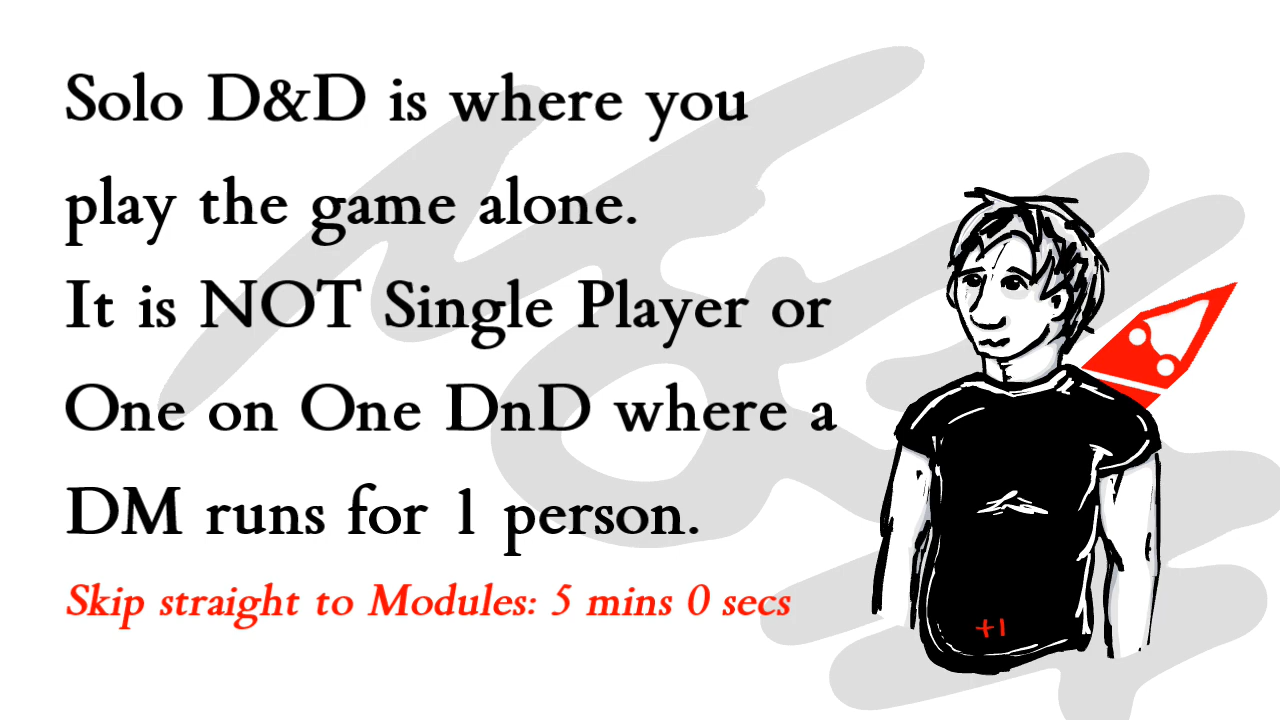 Solo D&D is where you
play the game alone.
It is NOT Single Player or
One on One DnD where a
DM runs for 1 person.
Skip straight to Modules: 5 mins 0 secs
+1